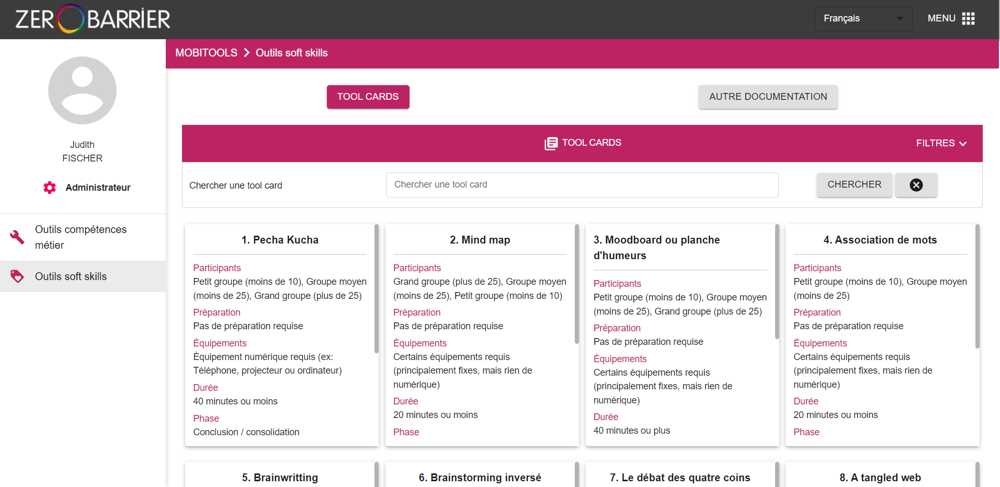 ZEROBARRIER
Français
MENU
MOBITOOLS > Outils soft skills
Judith
FISCHER
Administrateur
Outils compétences
métier
Outils soft skills
TOOL CARDS
AUTRE DOCUMENTATION
TOOL CARDS
FILTRES
Chercher une tool card
Chercher une tool card
CHERCHER
1. Pecha Kucha
Participants
Petit groupe (moins de 10), Groupe moyen
(moins de 25), Grand groupe (plus de 25)
Préparation
Pas de préparation requise
Équipements
Équipement numérique requis (ex:
Téléphone, projecteur ou ordinateur)
Durée
40 minutes ou moins
Phase
Conclusion / consolidation
2. Mind map
Participants
Grand groupe (plus de 25), Groupe moyen
(moins de 25), Petit groupe (moins de 10)
Préparation
Pas de préparation requise
Équipements
Certains équipements requis
(principalement fixes, mais rien de
numérique)
Durée
20 minutes ou moins
Phase
3. Moodboard ou planche
d'humeurs
Participants
Petit groupe (moins de 10), Groupe moyen
(moins de 25), Grand groupe (plus de 25)
Préparation
Pas de préparation requise
Équipements
Certains équipements requis
(principalement fixes, mais rien de
numérique)
Durée
40 minutes ou plus
4. Association de mots
Participants
Petit groupe (moins de 10), Groupe moyen
(moins de 25)
Préparation
Pas de préparation requise
Équipements
Certains équipements requis
(principalement fixes, mais rien de
numérique)
Durée
20 minutes ou moins
Phase
5. Brainwritting
6. Brainstorming inversé
7. Le débat des quatre coins
8. A tangled web